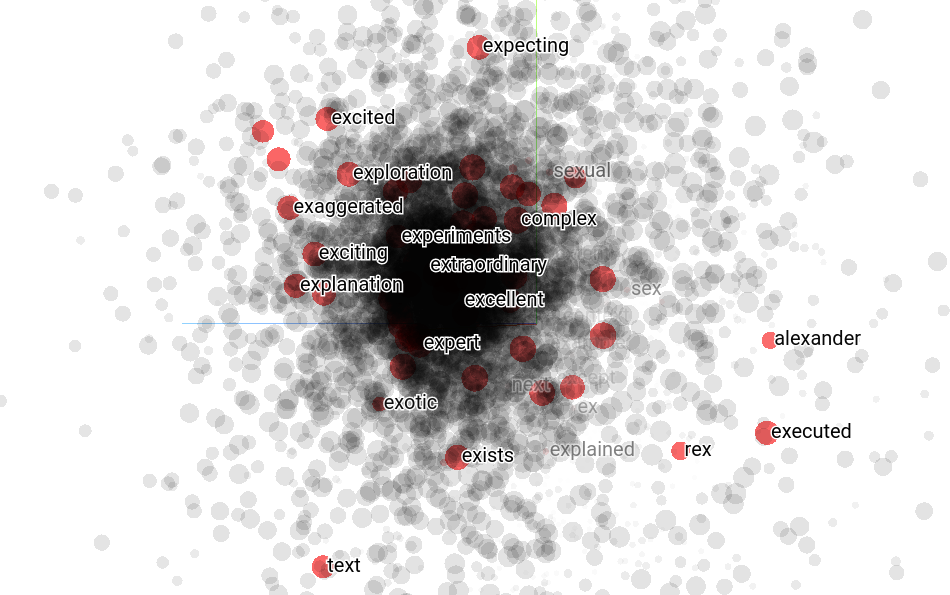 expecting
excited
sexual
exploration
exaggerated
complex
experiments
exciting
extraordinary
explanation
sex
excellent
alexander
expert
next
exotic
ex
executed
explained
rex
exists
text